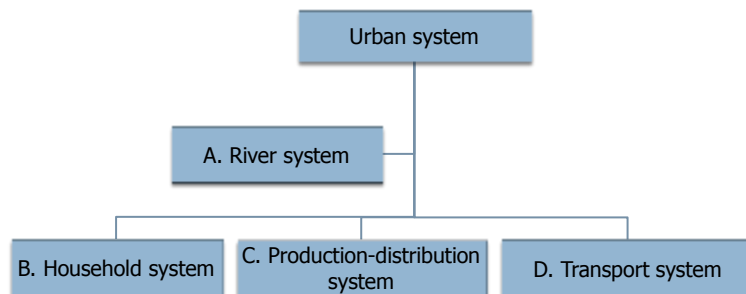 Urban system
A. River system
B. Household system
C. Production-distribution
system
D. Transport system